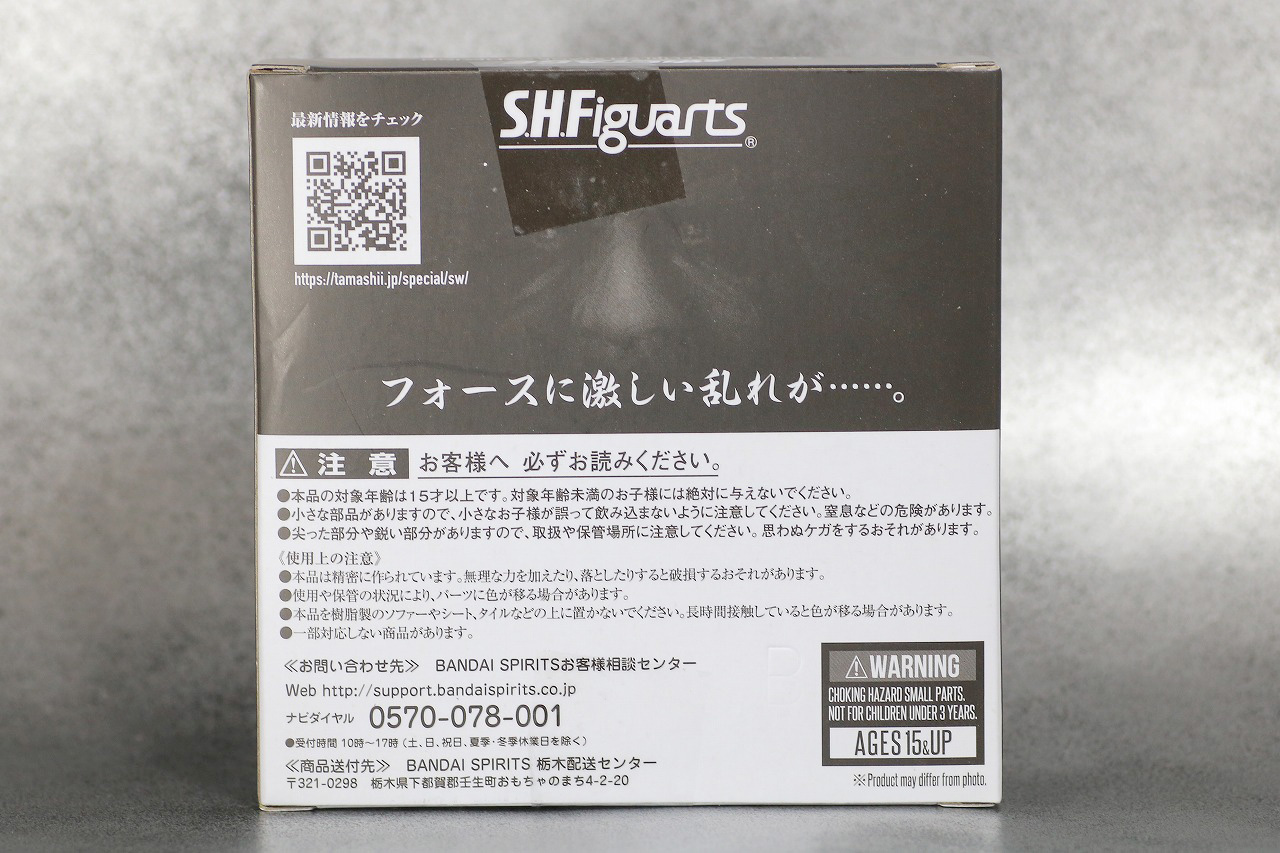 最新情報をチェック
S.H.Figuarts®
https://tamashii.jp/special/sw/
フォースに激しい乱れが……。
注意 お客様へ 必ずお読みください。
●本品の対象年齢は15才以上です。対象年齢未満のお子様には絶対に与えないでください。
●小さな部品がありますので、小さなお子様が誤って飲み込まないように注意してください。窒息などの危険があります。
●尖った部分や鋭い部分がありますので、取扱や保管場所に注意してください。思わぬケガをするおそれがあります。
《使用上の注意》
●本品は精密に作られています。無理な力を加えたり、落としたりすると破損するおそれがあります。
●使用や保管の状況により、パーツに色が移る場合があります。
●本品を樹脂製のソファーやシート、タイルなどの上に置かないでください。長時間接触していると色が移る場合があります。
●一部対応しない商品があります。
≪お問い合わせ先≫ BANDAI SPIRITSお客様相談センター
Web http://support.bandaispirits.co.jp
ナビダイヤル 0570-078-001
●受付時間 10時〜17時（土、日、祝日、夏季・冬季休業日を除く）
≪商品送付先≫ BANDAI SPIRITS 栃木配送センター
〒321-0298 栃木県下都賀郡壬生町おもちゃのまち4-2-20
WARNING
CHOKING HAZARD SMALL PARTS.
NOT FOR CHILDREN UNDER 3 YEARS.
AGES 15&UP
※Product may differ from photo.